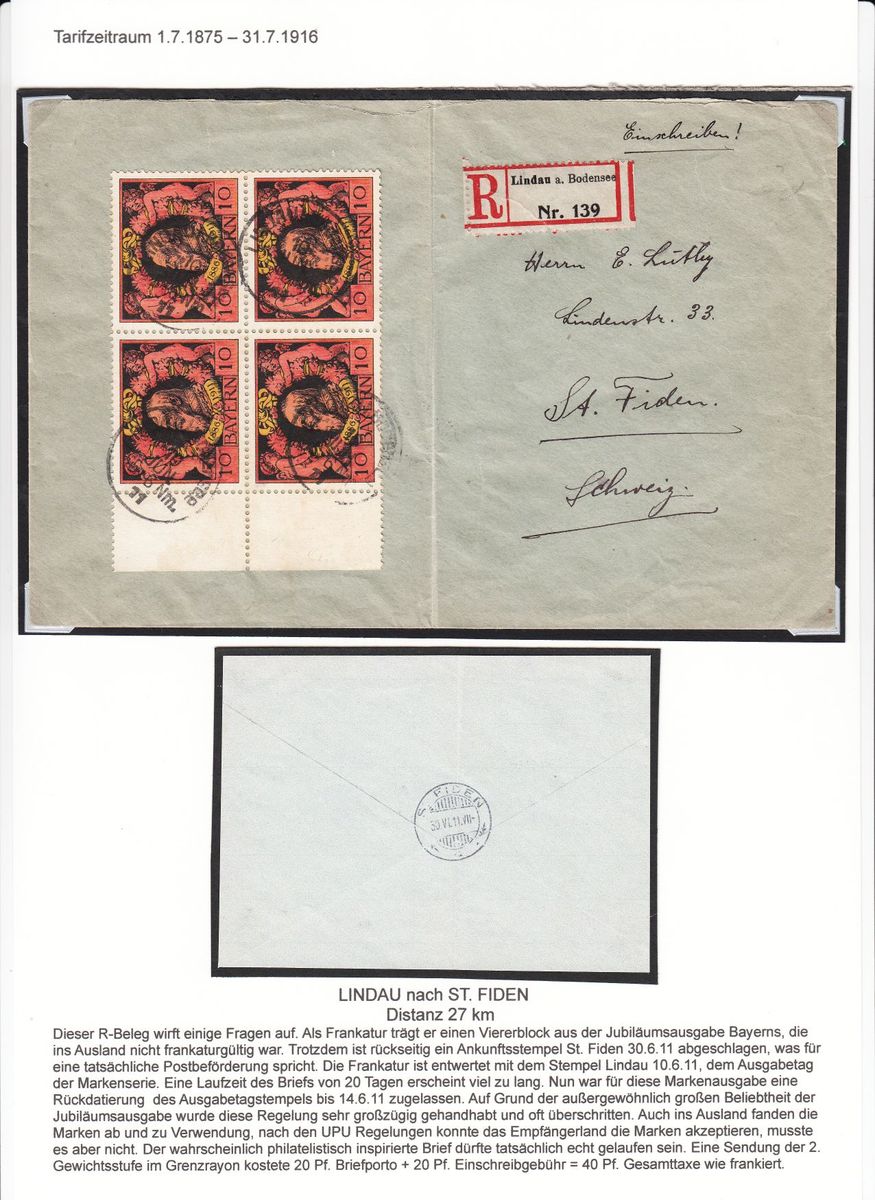 Tarifzeitraum 1.7.1875 – 31.7.1916
Einschreiben!
R
Lindau a. Bodensee
Nr. 139
Herrn E. Lüthy
Lindenstr. 33.
St. Fiden.
Schweiz.
BAYERN 10
10
BAYERN 10
10
BAYERN 10
10
BAYERN 10
10
JUN
ST. FIDEN
30.VI.11.VII-
LINDAU nach ST. FIDEN
Distanz 27 km
Dieser R-Beleg wirft einige Fragen auf. Als Frankatur trägt er einen Viererblock aus der Jubiläumsausgabe Bayerns, die
ins Ausland nicht frankaturgültig war. Trotzdem ist rückseitig ein Ankunftsstempel St. Fiden 30.6.11 abgeschlagen, was für
eine tatsächliche Postbeförderung spricht. Die Frankatur ist entwertet mit dem Stempel Lindau 10.6.11, dem Ausgabetag
der Markenserie. Eine Laufzeit des Briefs von 20 Tagen erscheint viel zu lang. Nun war für diese Markenausgabe eine
Rückdatierung des Ausgabetagstempels bis 14.6.11 zugelassen. Auf Grund der außergewöhnlich großen Beliebtheit der
Jubiläumsausgabe wurde diese Regelung sehr großzügig gehandhabt und oft überschritten. Auch ins Ausland fanden die
Marken ab und zu Verwendung, nach den UPU Regelungen konnte das Empfängerland die Marken akzeptieren, musste
es aber nicht. Der wahrscheinlich philatelistisch inspirierte Brief dürfte tatsächlich echt gelaufen sein. Eine Sendung der 2.
Gewichtsstufe im Grenzrayon kostete 20 Pf. Briefporto + 20 Pf. Einschreibgebühr = 40 Pf. Gesamttaxe wie frankiert.